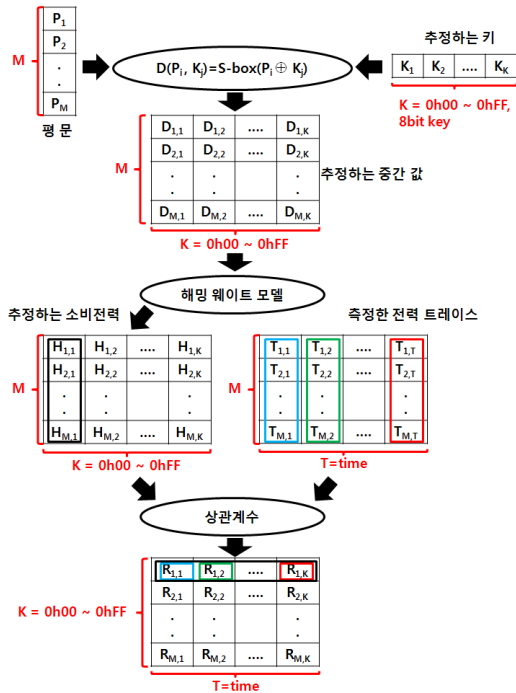 P1
P2
.
.
PM
M
평 문
D(Pi, Kj)=S-box(Pi ⊕ Kj)
추정하는 키
K1 K2 .... KK
K = 0h00 ~ 0hFF,
8bit key
M
D1,1 D1,2 .... D1,K
D2,1 D2,2 .... D2,K
. . .
. . .
DM,1 DM,2 .... DM,K
추정하는 중간 값
K = 0h00 ~ 0hFF
해밍 웨이트 모델
추정하는 소비전력
M
H1,1 H1,2 .... H1,K
H2,1 H2,2 .... H2,K
. . .
. . .
HM,1 HM,2 .... HM,K
K = 0h00 ~ 0hFF
측정한 전력 트레이스
M
T1,1 T1,2 .... T1,T
T2,1 T2,2 .... T2,T
. . .
. . .
TM,1 TM,2 .... TM,T
T=time
상관계수
K = 0h00 ~ 0hFF
R1,1 R1,2 .... R1,K
R2,1 R2,2 .... R2,K
. . .
. . .
RM,1 RM,2 .... RM,K
T=time